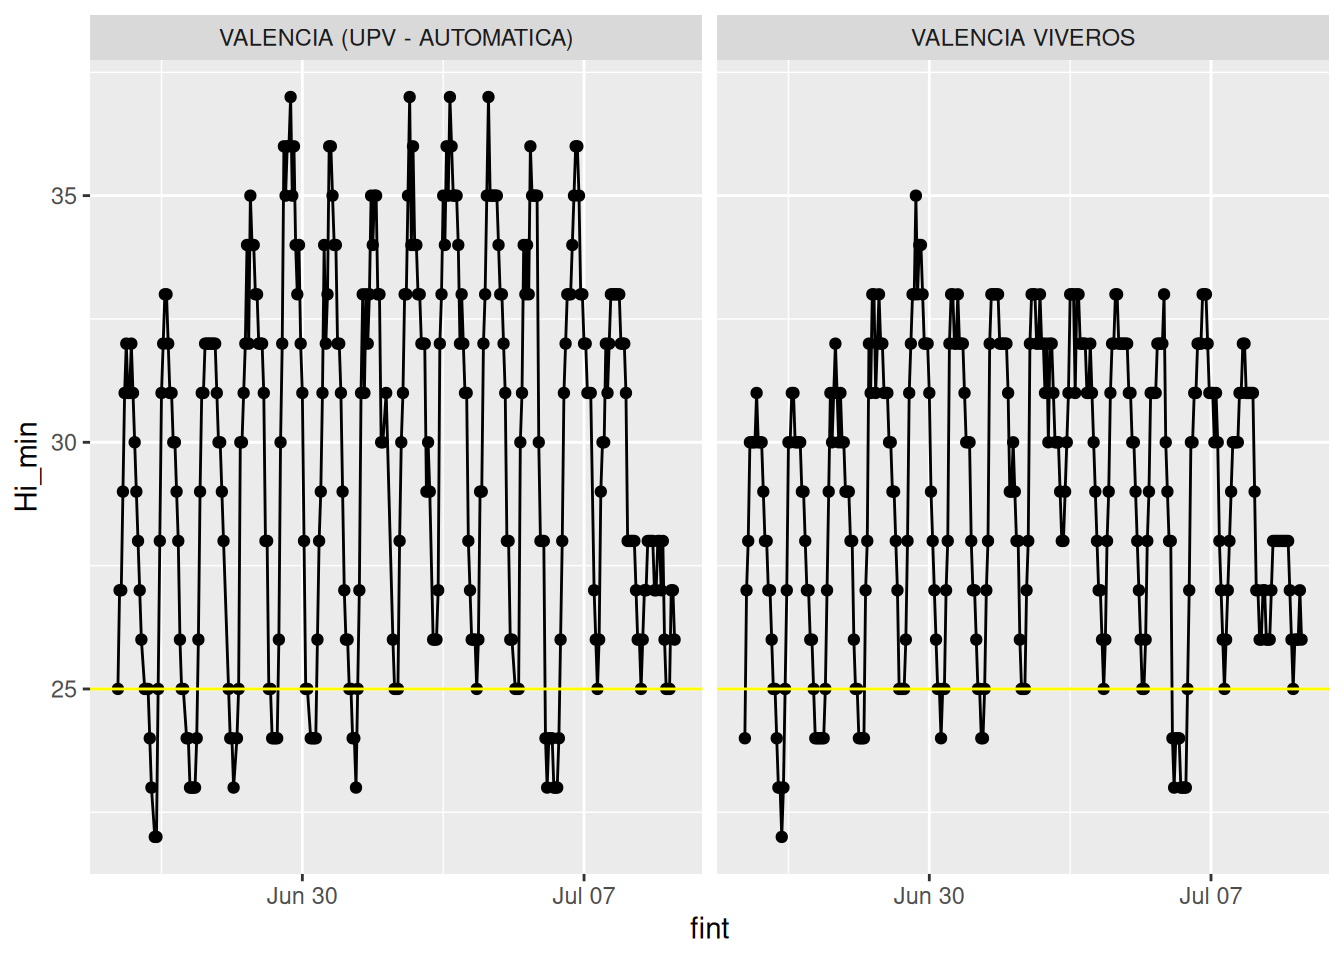 VALENCIA (UPV - AUTOMATICA)
VALENCIA VIVEROS
Hi_min
35
30
25
Jun 30
Jul 07
Jun 30
Jul 07
fint